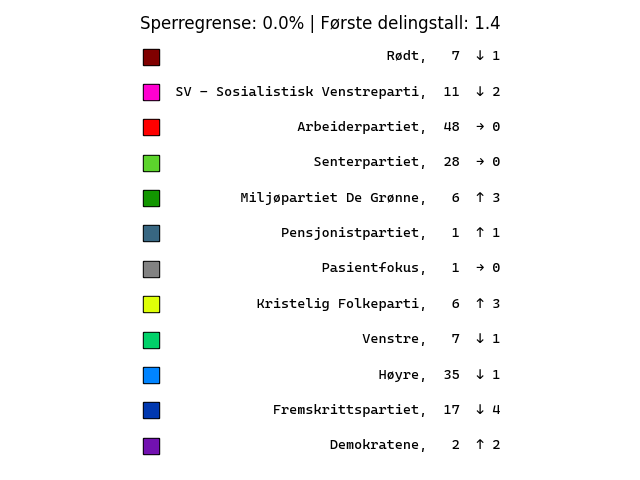 Sperregrense: 0.0% | Første delingstall: 1.4
Rødt, 7 ↓ 1
SV – Sosialistisk Venstreparti, 11 ↓ 2
Arbeiderpartiet, 48 → 0
Senterpartiet, 28 → 0
Miljøpartiet De Grønne, 6 ↑ 3
Pensjonistpartiet, 1 ↑ 1
Pasientfokus, 1 → 0
Kristelig Folkeparti, 6 ↑ 3
Venstre, 7 ↓ 1
Høyre, 35 ↓ 1
Fremskrittspartiet, 17 ↓ 4
Demokratene, 2 ↑ 2